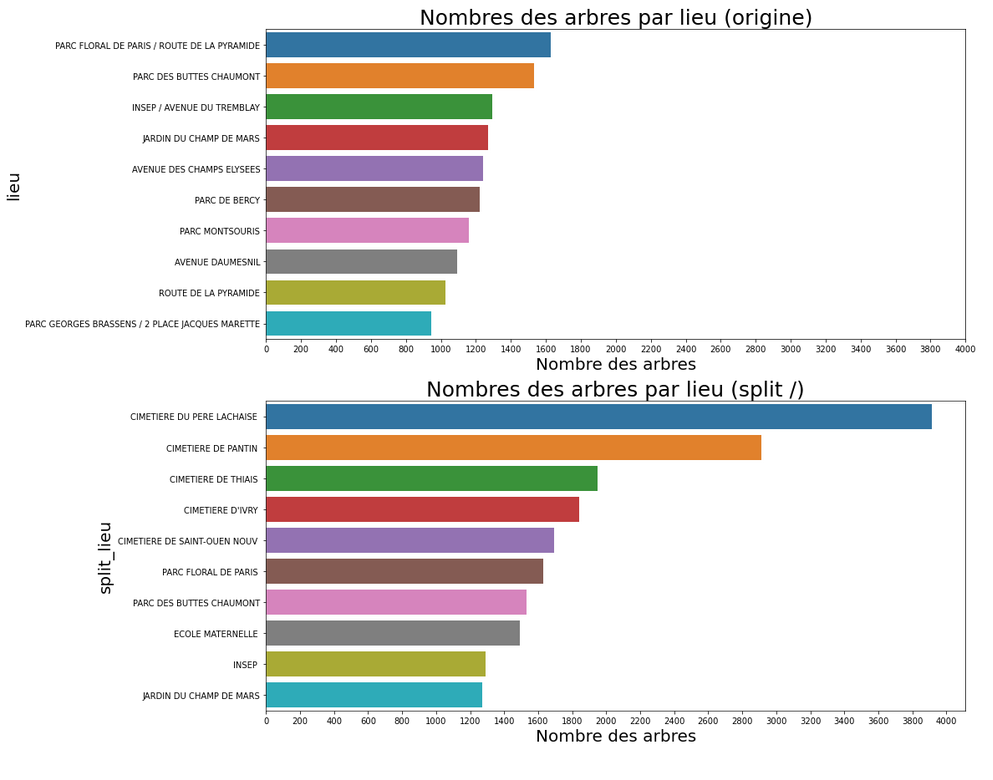 Nombres des arbres par lieu (origine)
PARC FLORAL DE PARIS / ROUTE DE LA PYRAMIDE
PARC DES BUTTES CHAUMONT
INSEP / AVENUE DU TREMBLAY
JARDIN DU CHAMP DE MARS
AVENUE DES CHAMPS ELYSEES
PARC DE BERCY
PARC MONTSOURIS
AVENUE DAUMESNIL
ROUTE DE LA PYRAMIDE
PARC GEORGES BRASSENS / 2 PLACE JACQUES MARETTE
lieu
0 200 400 600 800 1000 1200 1400 1600 1800 2000 2200 2400 2600 2800 3000 3200 3400 3600 3800 4000
Nombre des arbres
Nombres des arbres par lieu (split /)
CIMETIERE DU PERE LACHAISE
CIMETIERE DE PANTIN
CIMETIERE DE THIAIS
CIMETIERE D'IVRY
CIMETIERE DE SAINT-OUEN NOUV
PARC FLORAL DE PARIS
PARC DES BUTTES CHAUMONT
ECOLE MATERNELLE
INSEP
JARDIN DU CHAMP DE MARS
split_lieu
0 200 400 600 800 1000 1200 1400 1600 1800 2000 2200 2400 2600 2800 3000 3200 3400 3600 3800 4000
Nombre des arbres